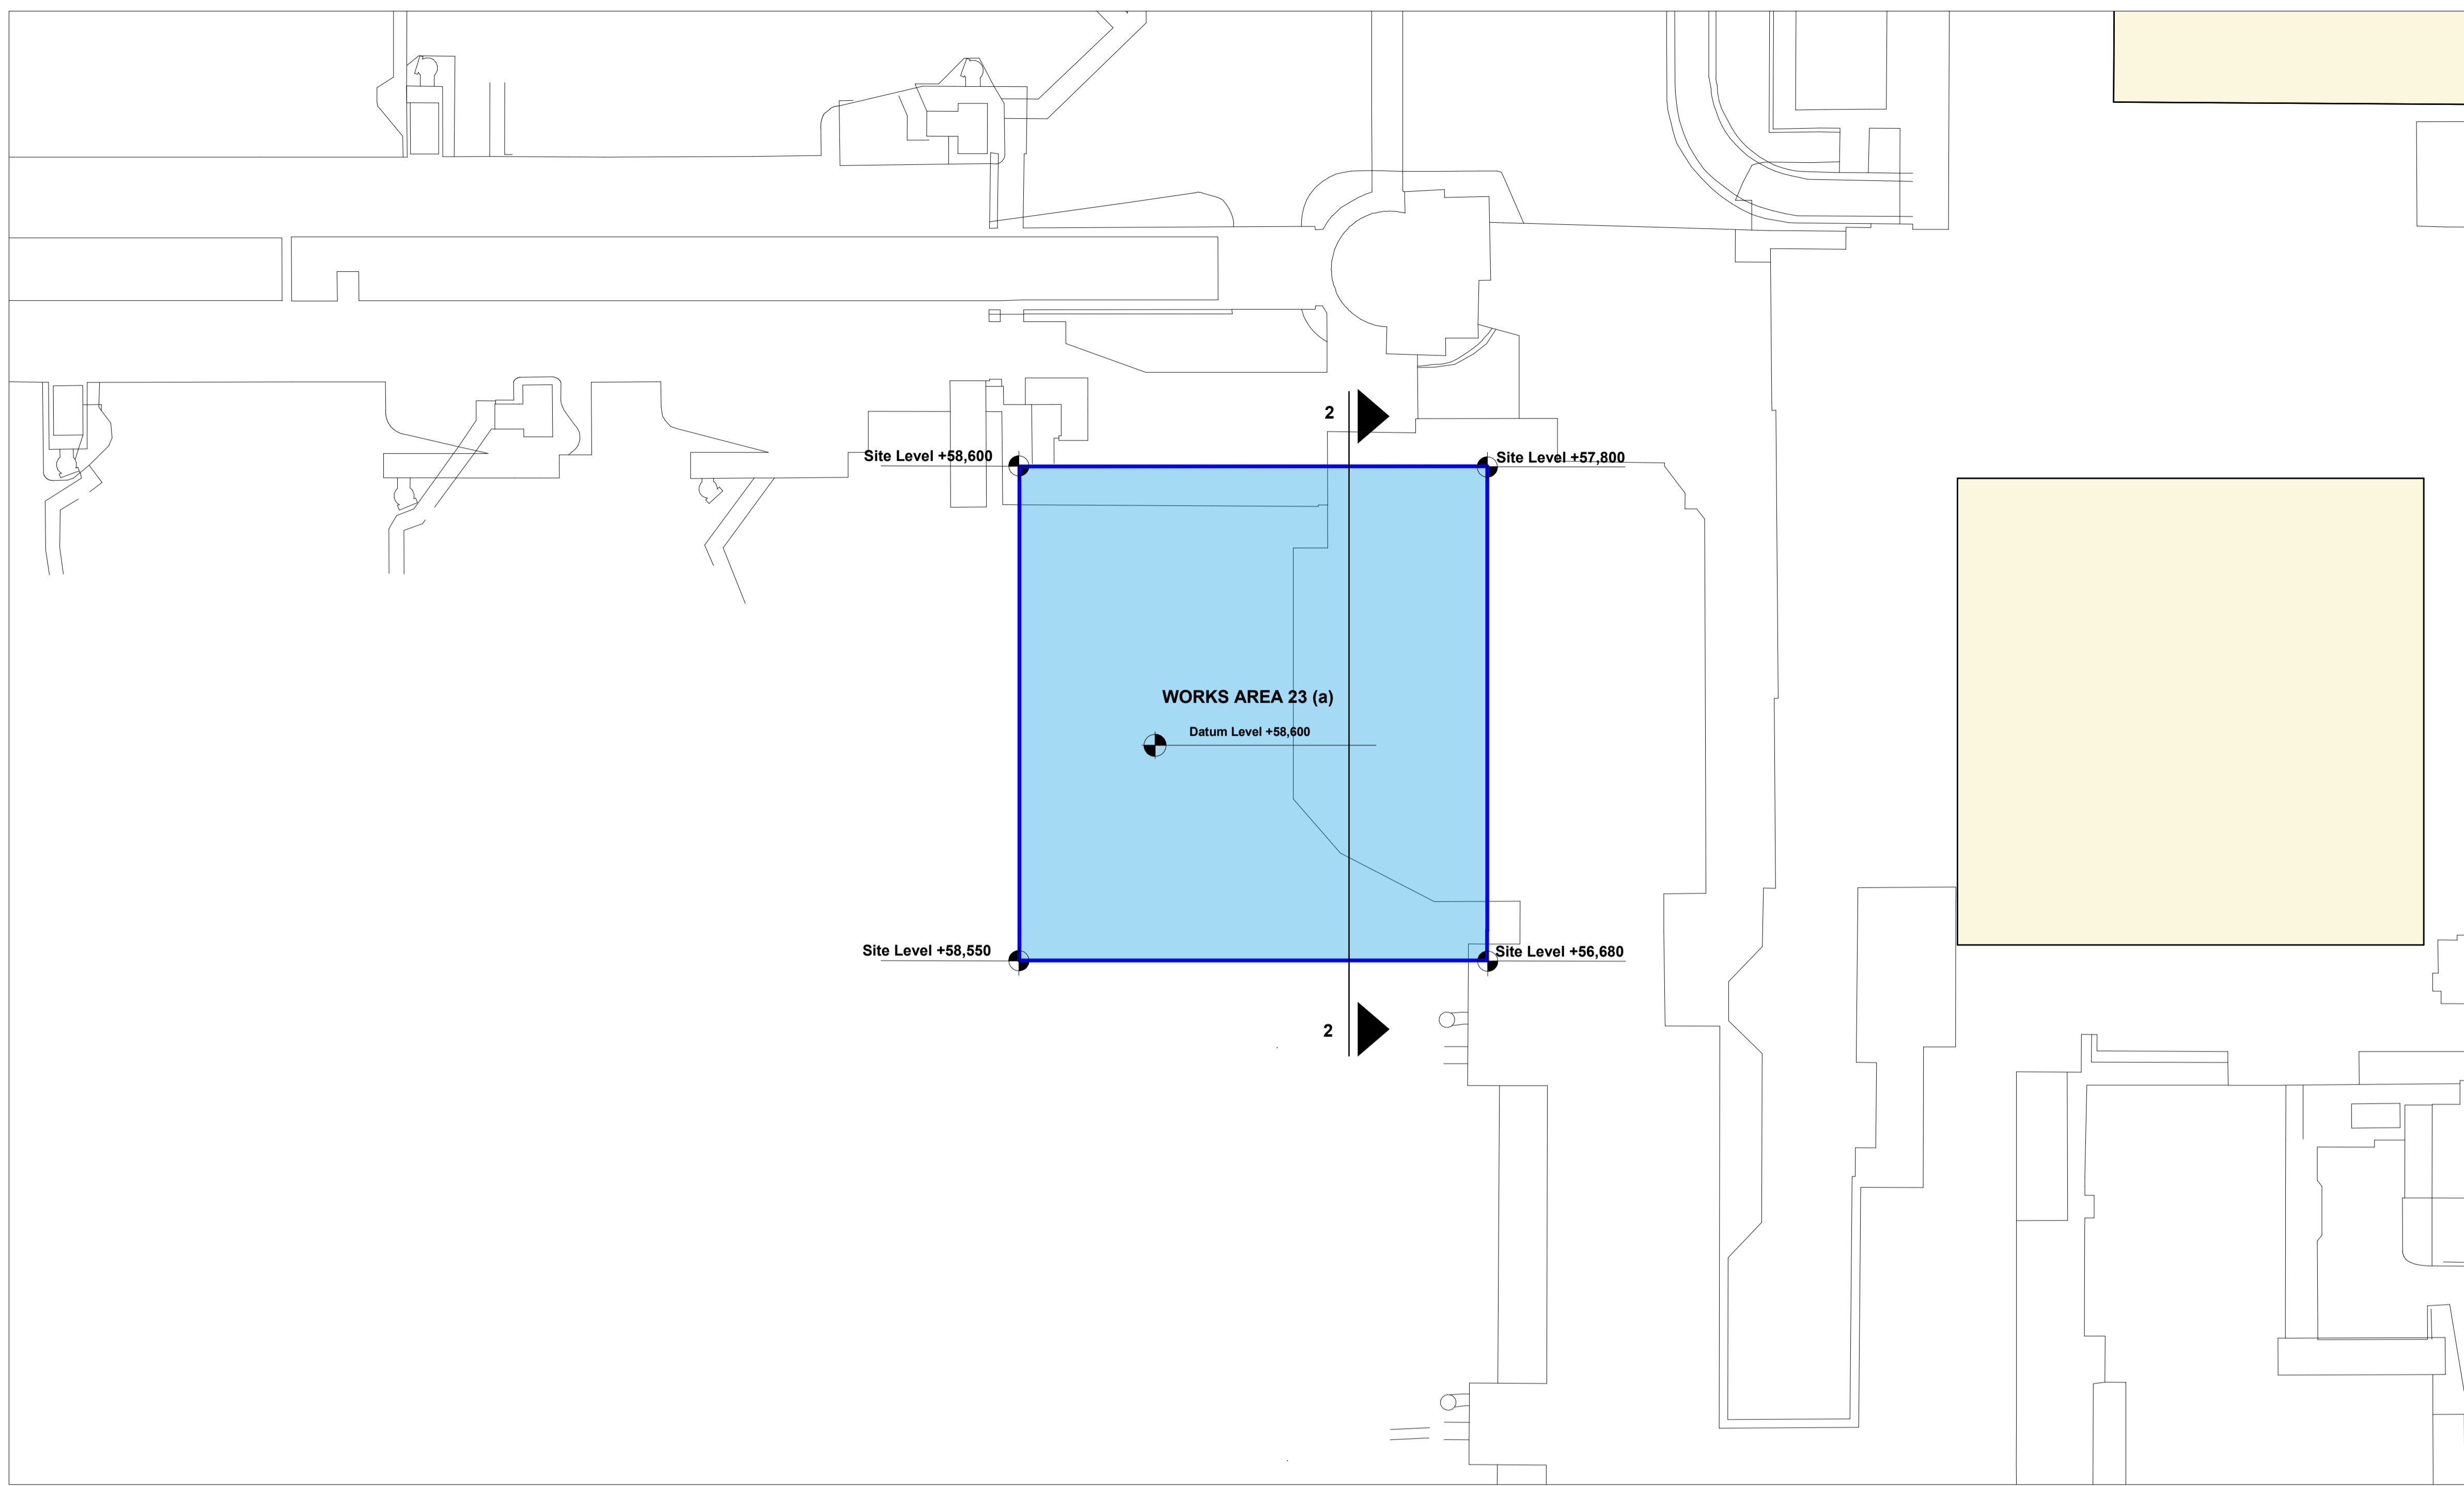 2
Site Level +58,600
Site Level +57,800
WORKS AREA 23 (a)
Datum Level +58,600
Site Level +58,550
Site Level +56,680
2